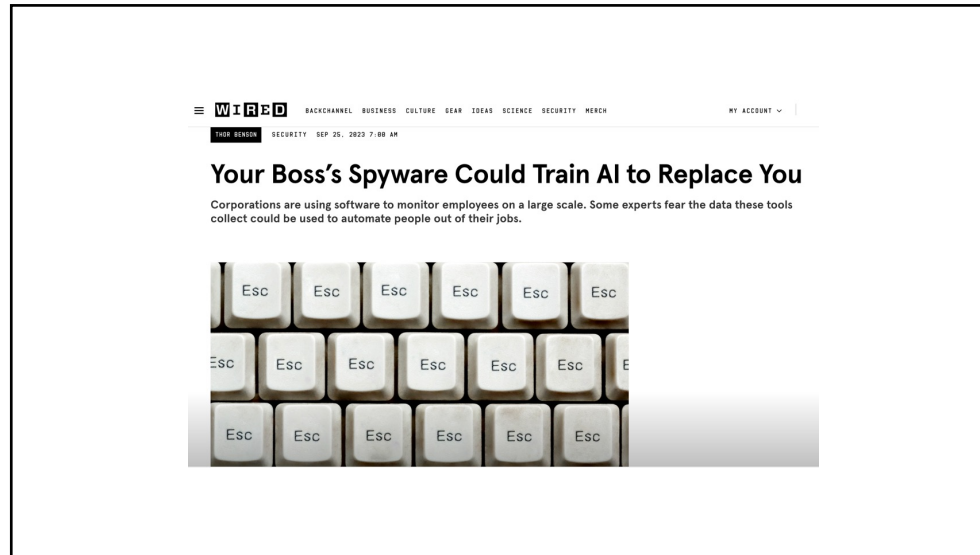 WIRED BACKCHANNEL BUSINESS CULTURE GEAR IDEAS SCIENCE SECURITY MERCH MY ACCOUNT
THOR BENSON SECURITY SEP 25, 2023 7:00 AM
Your Boss's Spyware Could Train AI to Replace You
Corporations are using software to monitor employees on a large scale. Some experts fear the data these tools
collect could be used to automate people out of their jobs.
Esc Esc Esc Esc Esc Esc
Esc Esc Esc Esc Esc Esc E
Esc Esc Esc Esc Esc Esc